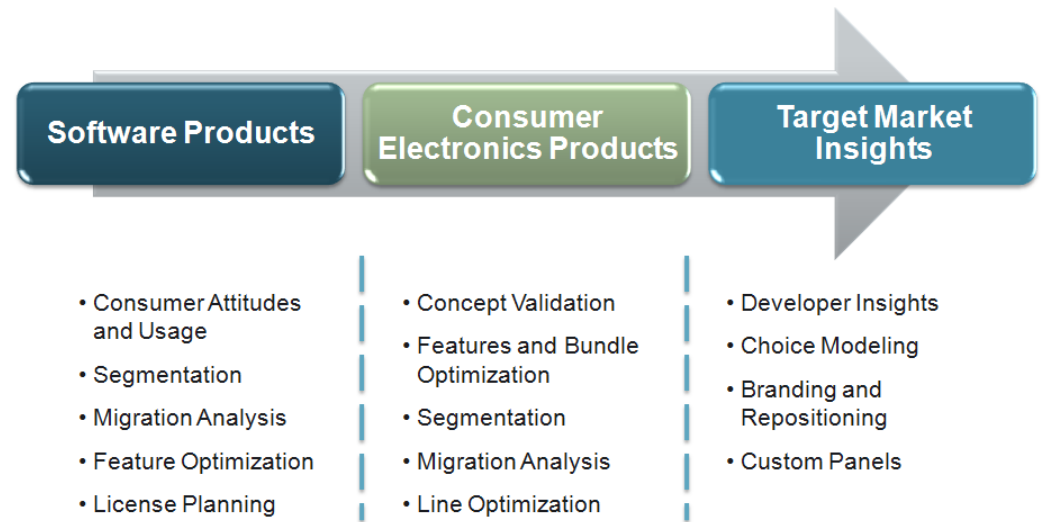 Software Products
Consumer
Electronics Products
Target Market
Insights
• Consumer Attitudes
and Usage
• Segmentation
• Migration Analysis
• Feature Optimization
• License Planning
• Concept Validation
• Features and Bundle
Optimization
• Segmentation
• Migration Analysis
• Line Optimization
• Developer Insights
• Choice Modeling
• Branding and
Repositioning
• Custom Panels